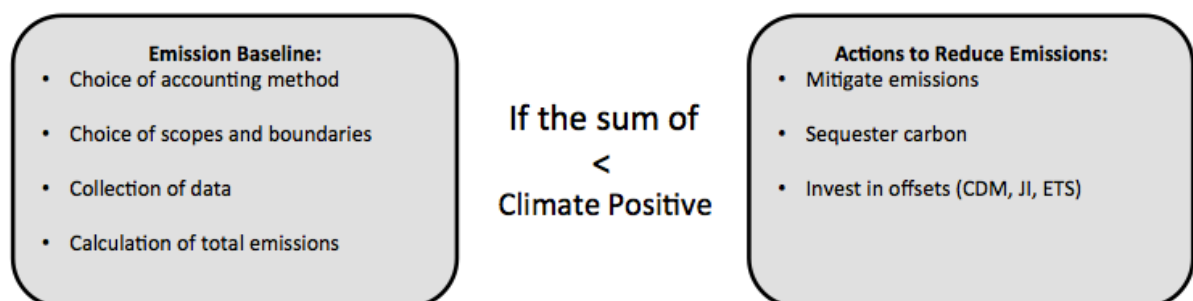 Emission Baseline:
• Choice of accounting method
• Choice of scopes and boundaries
• Collection of data
• Calculation of total emissions
If the sum of
<
Climate Positive
Actions to Reduce Emissions:
• Mitigate emissions
• Sequester carbon
• Invest in offsets (CDM, JI, ETS)